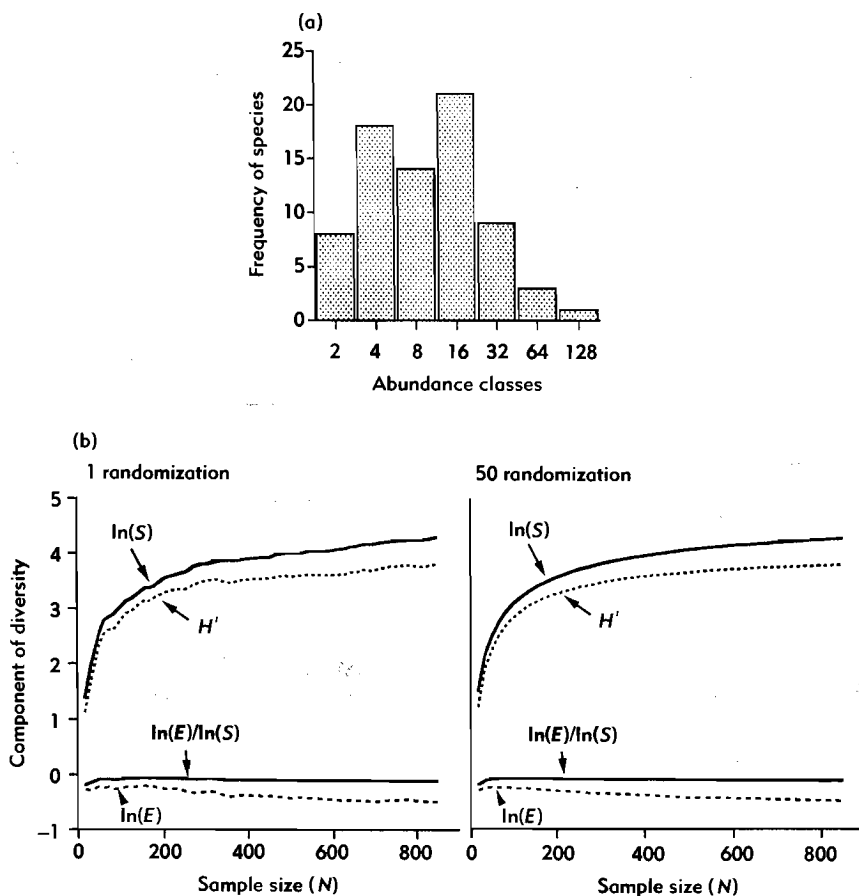 (a)
Frequency of species
25
20
15
10
5
0
2 4 8 16 32 64 128
Abundance classes
(b)
1 randomization
50 randomization
Component of diversity
5
4
3
2
1
0
−1
ln(S)
H'
ln(E)/ln(S)
ln(E)
0 200 400 600 800
Sample size (N)
ln(S)
H'
ln(E)/ln(S)
ln(E)
0 200 400 600 800
Sample size (N)